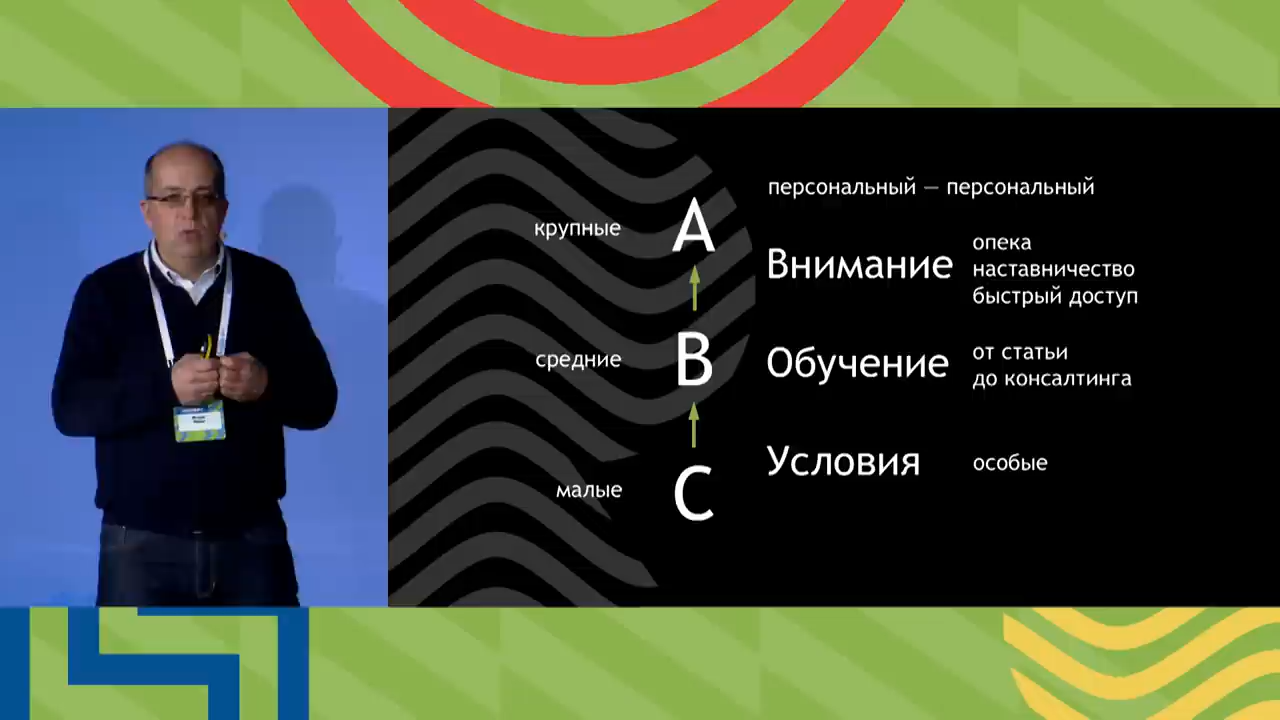 персональный — персональный
крупные
A
Внимание
опека
наставничество
быстрый доступ
средние
B
Обучение
от статьи
до консалтинга
Условия
особые
малые
C